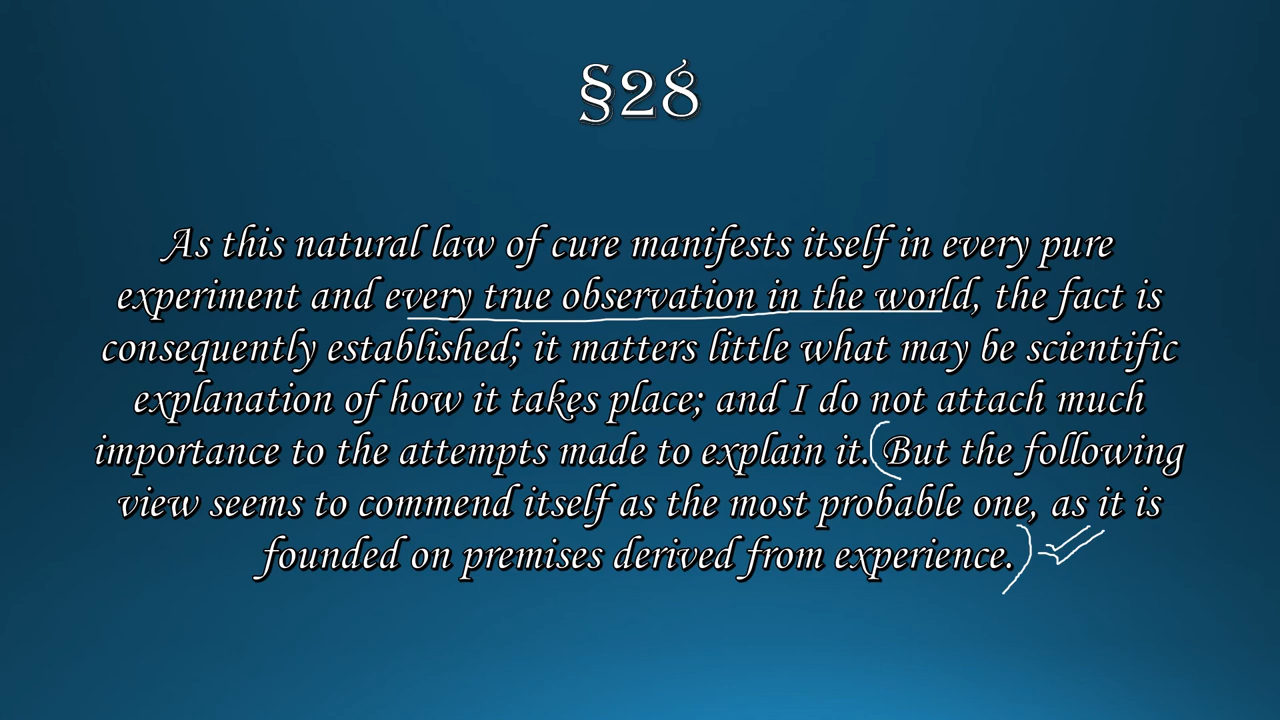 §28
As this natural law of cure manifests itself in every pure
experiment and every true observation in the world, the fact is
consequently established; it matters little what may be scientific
explanation of how it takes place; and I do not attach much
importance to the attempts made to explain it. But the following
view seems to commend itself as the most probable one, as it is
founded on premises derived from experience.